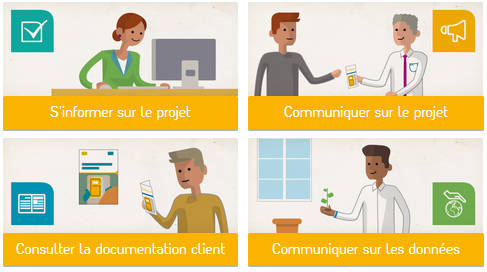 S'informer sur le projet
Communiquer sur le projet
Consulter la documentation client
Communiquer sur les données